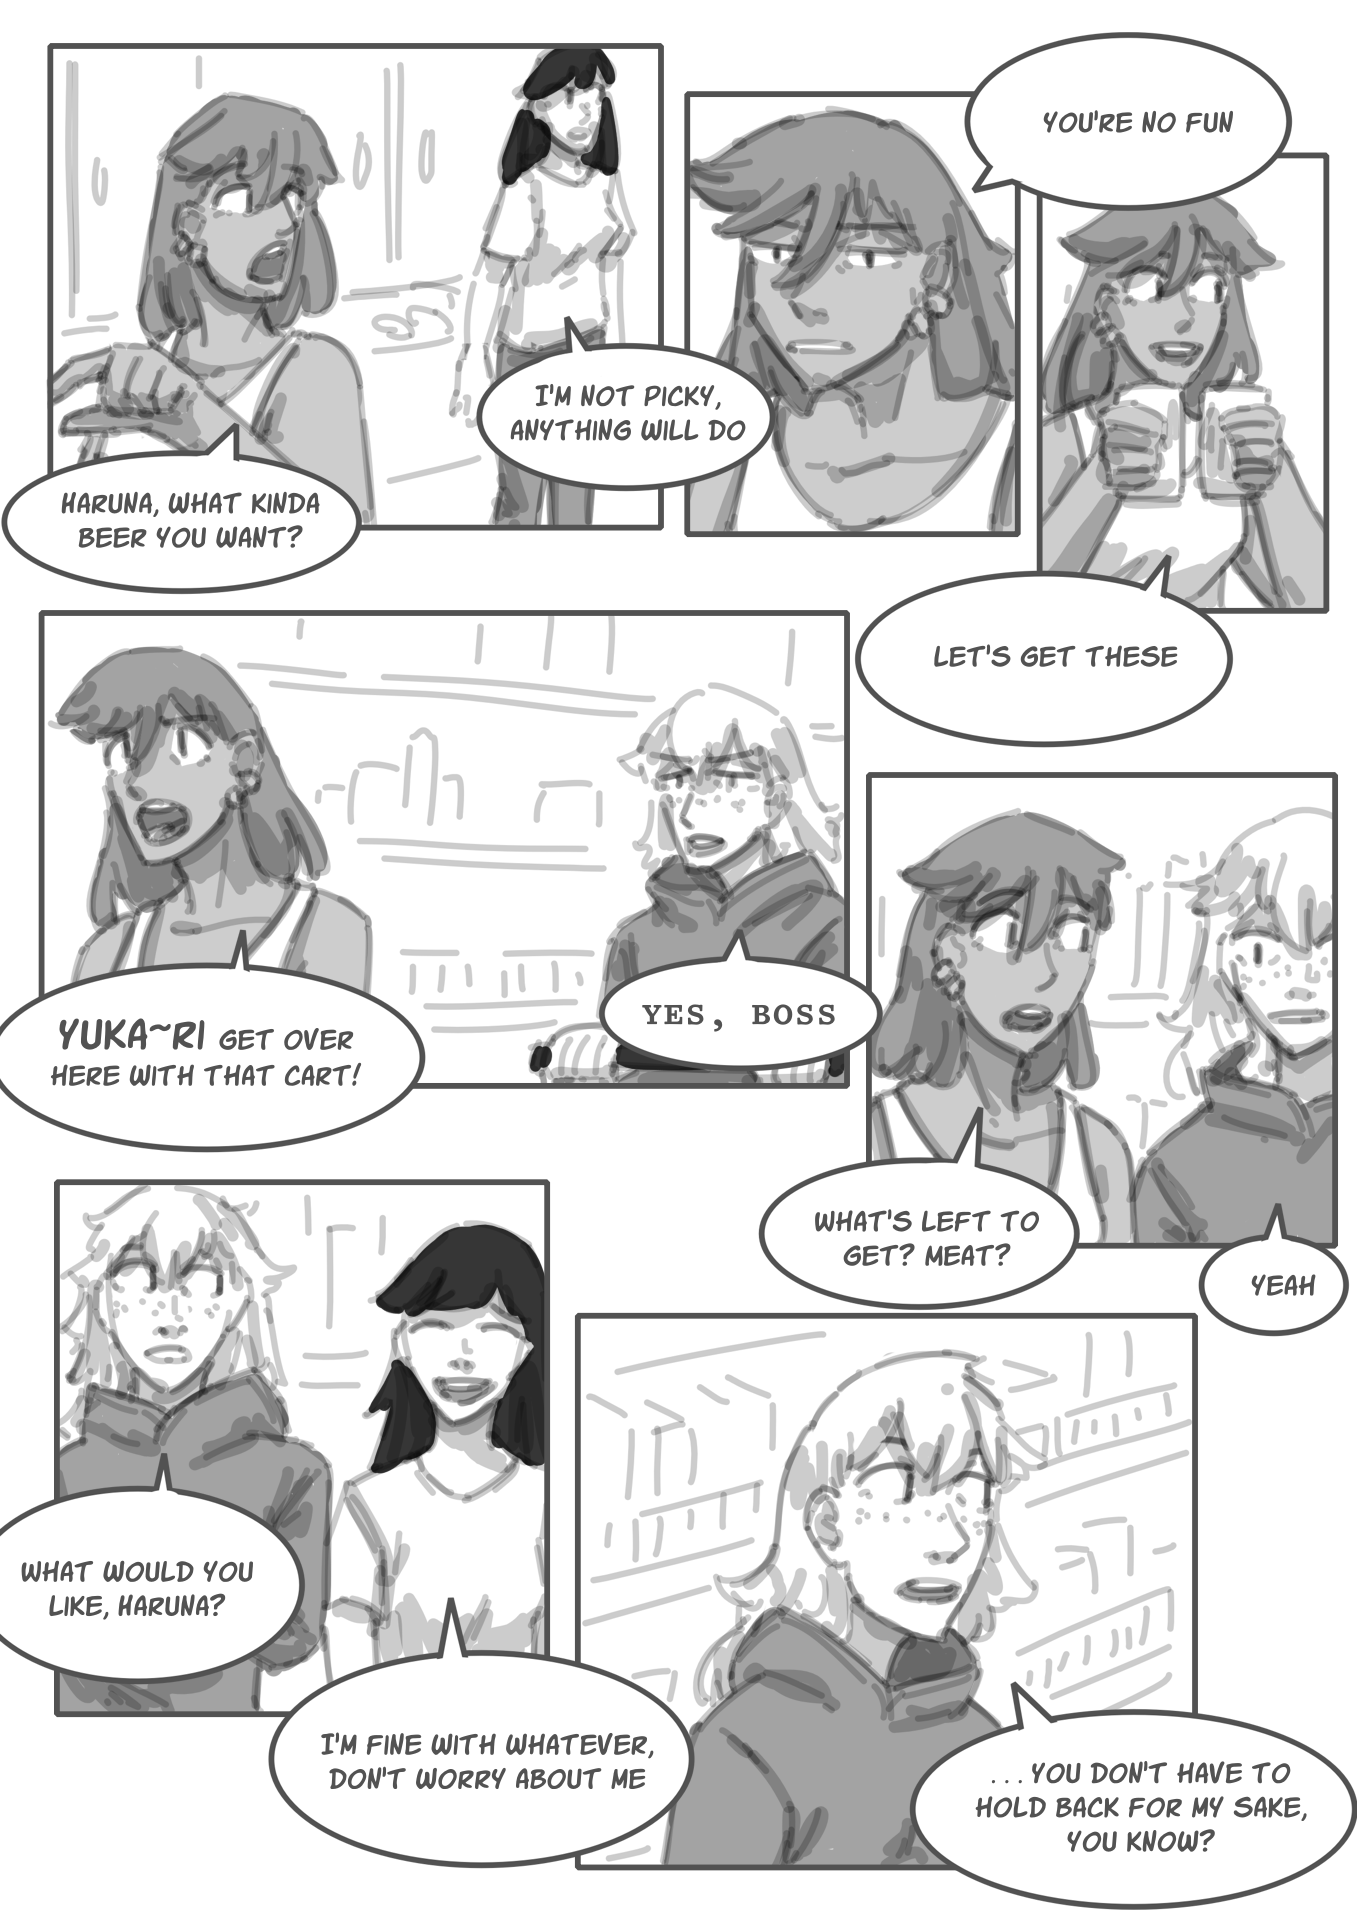 HARUNA, WHAT KINDA
BEER YOU WANT?
I'M NOT PICKY,
ANYTHING WILL DO
YOU'RE NO FUN
LET'S GET THESE
YUKA~RI GET OVER
HERE WITH THAT CART!
YES, BOSS
WHAT'S LEFT TO
GET? MEAT?
YEAH
WHAT WOULD YOU
LIKE, HARUNA?
I'M FINE WITH WHATEVER,
DON'T WORRY ABOUT ME
...YOU DON'T HAVE TO
HOLD BACK FOR MY SAKE,
YOU KNOW?